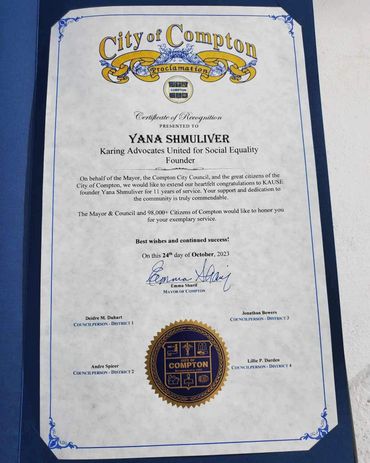 City of Compton
Proclamation
COMPTON
Certificate of Recognition
PRESENTED TO
YANA SHMULIVER
Karing Advocates United for Social Equality
Founder
On behalf of the Mayor, the Compton City Council, and the great citizens of the
City of Compton, we would like to extend our heartfelt congratulations to KAUSE
founder Yana Shmuliver for 11 years of service. Your support and dedication to
the community is truly commendable.
The Mayor & Council and 98,000+ Citizens of Compton would like to honor you
for your exemplary service.
Best wishes and continued success!
On this 24th day of October, 2023
Emma Sharif
Emma Sharif
MAYOR OF COMPTON
Deidre M. Duhart
COUNCILPERSON - DISTRICT 1
Jonathan Bowers
COUNCILPERSON - DISTRICT 3
Andre Spicer
COUNCILPERSON - DISTRICT 2
Lillie P. Darden
COUNCILPERSON - DISTRICT 4
CITY OF
COMPTON